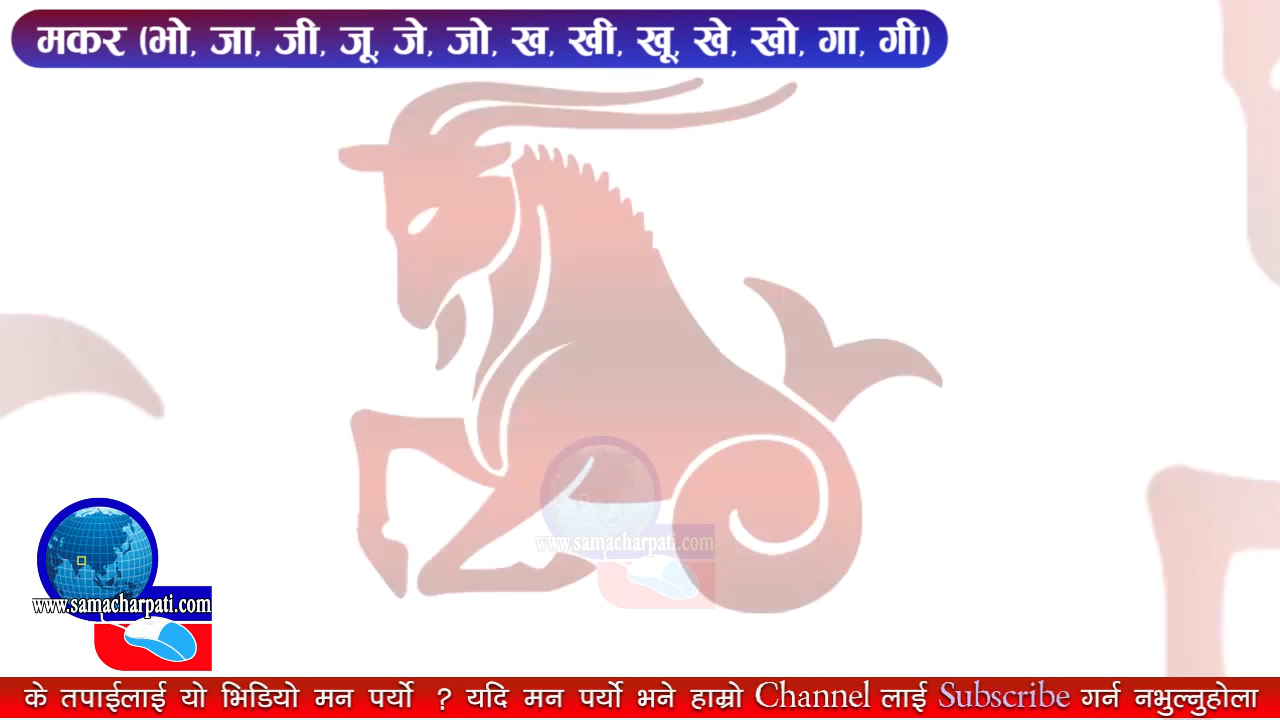 मकर (भो, जा, जी, जू, जे, जो, ख, खी, खू, खे, खो, गा, गी)
www.samacharpati.com
www.samacharpati.com
के तपाईलाई यो भिडियो मन पर्यो ? यदि मन पर्यो भने हाम्रो Channel लाई Subscribe गर्न नभुल्नुहोला